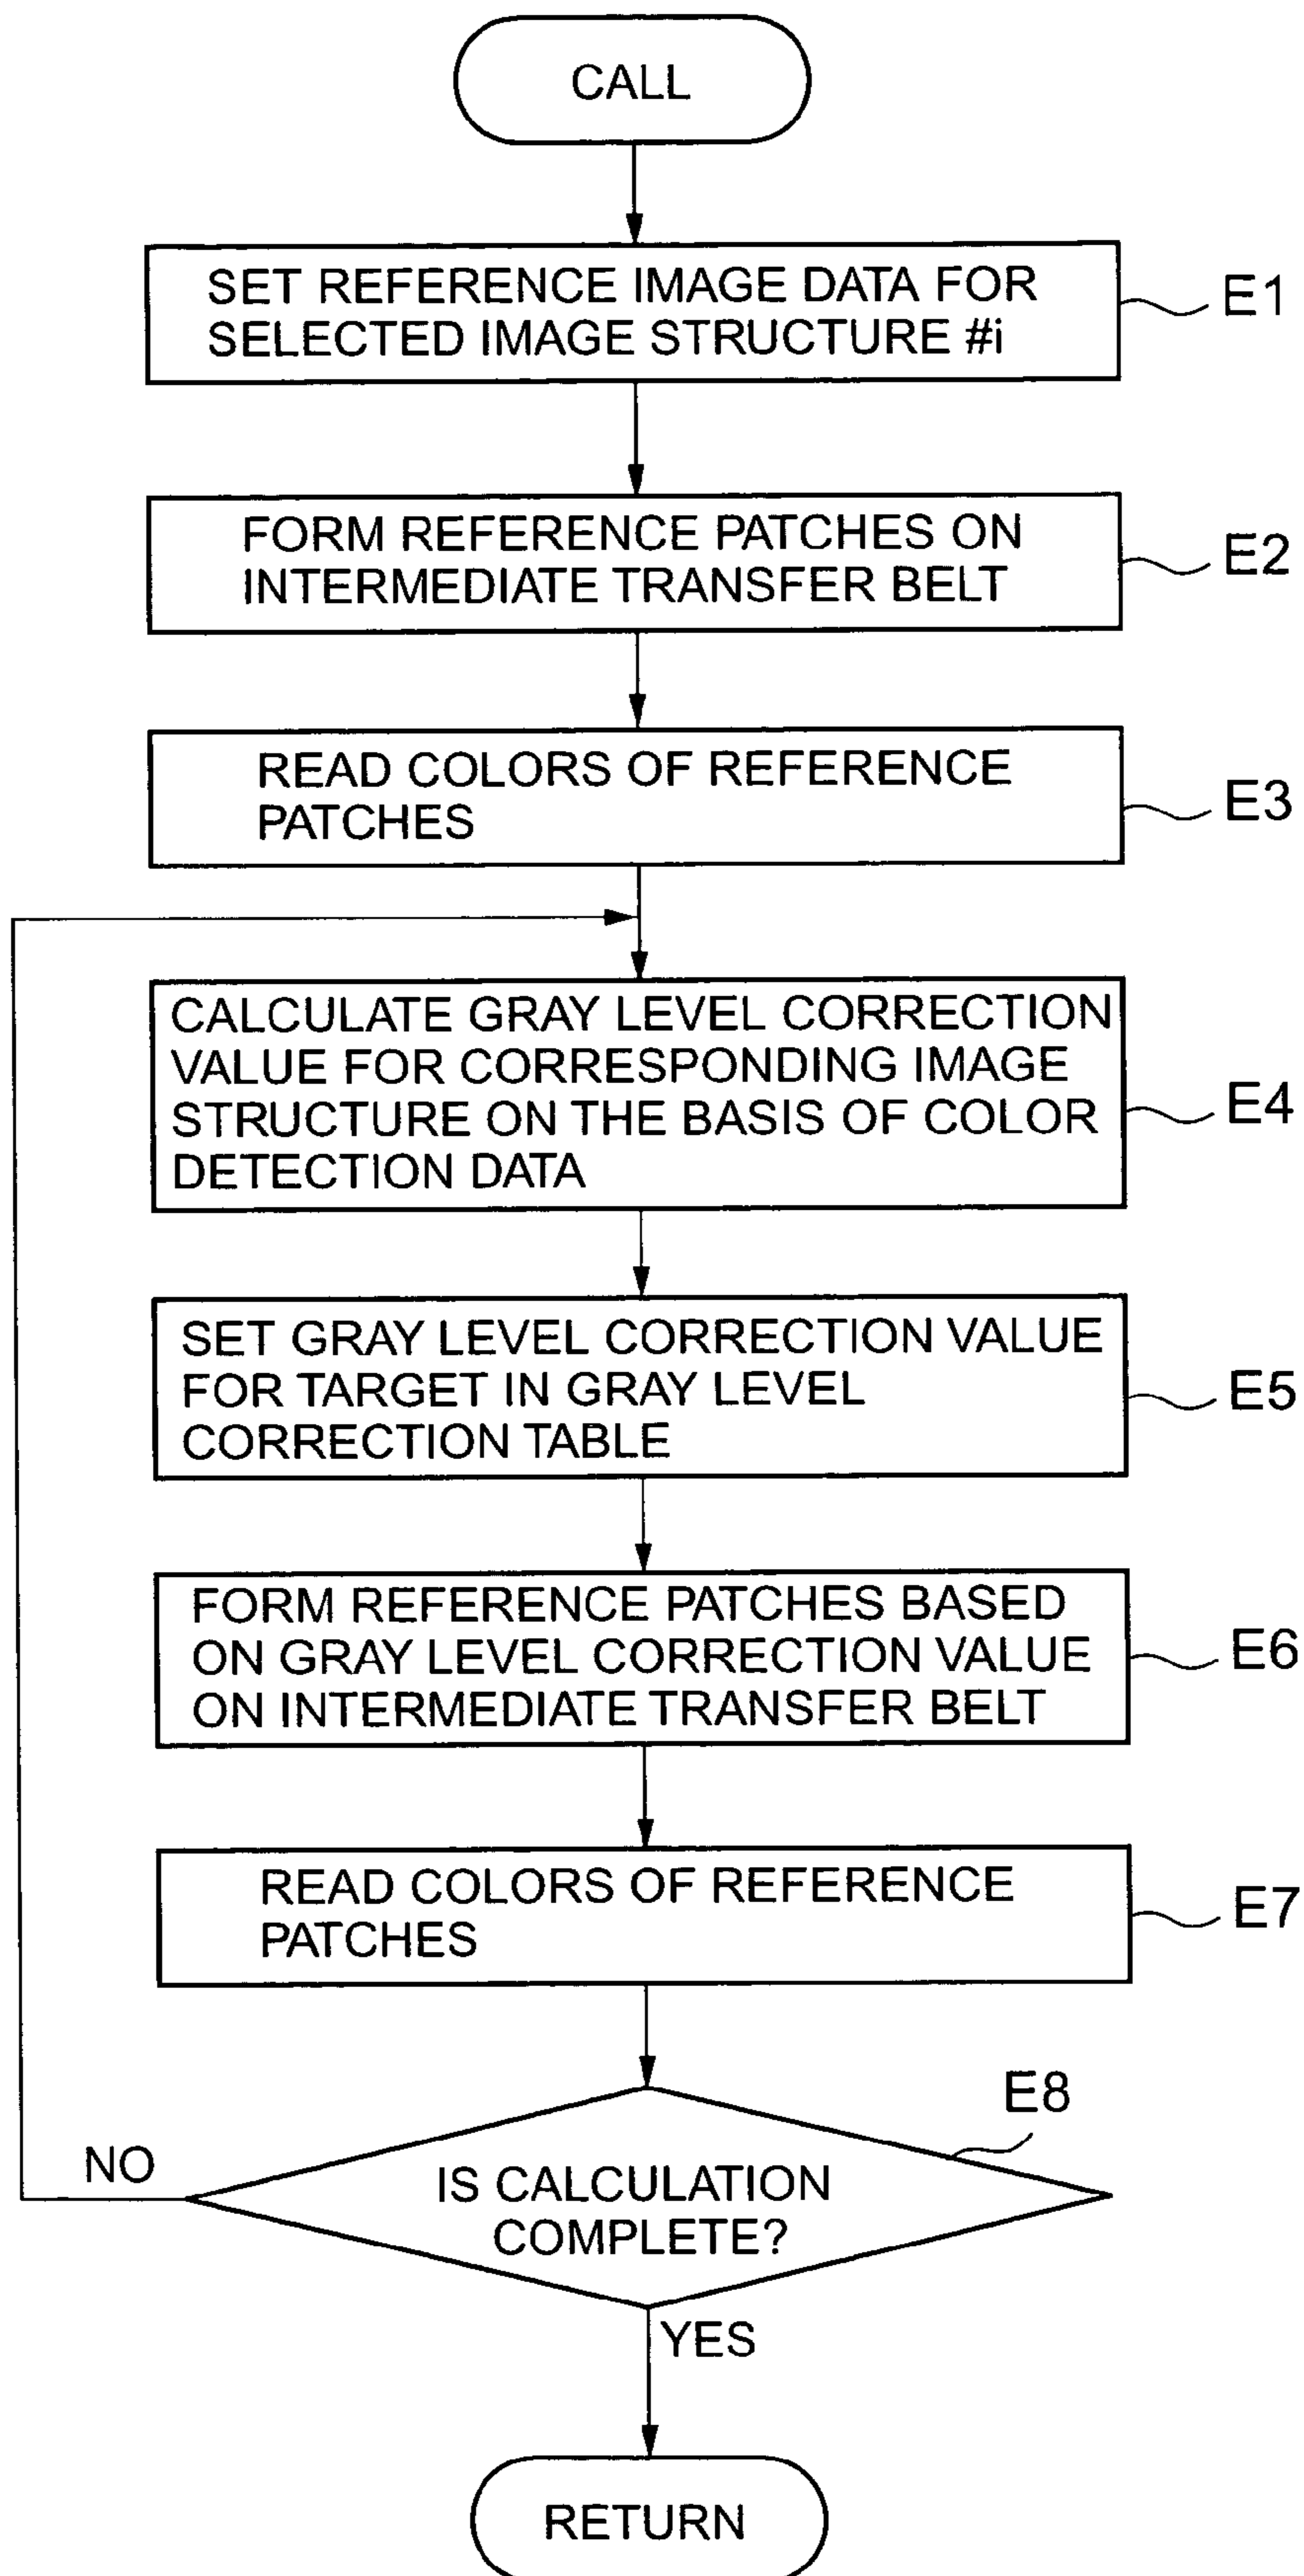 CALL
SET REFERENCE IMAGE DATA FOR
SELECTED IMAGE STRUCTURE #i
E1
FORM REFERENCE PATCHES ON
INTERMEDIATE TRANSFER BELT
E2
READ COLORS OF REFERENCE
PATCHES
E3
CALCULATE GRAY LEVEL CORRECTION
VALUE FOR CORRESPONDING IMAGE
STRUCTURE ON THE BASIS OF COLOR
DETECTION DATA
E4
SET GRAY LEVEL CORRECTION VALUE
FOR TARGET IN GRAY LEVEL
CORRECTION TABLE
E5
FORM REFERENCE PATCHES BASED
ON GRAY LEVEL CORRECTION VALUE
ON INTERMEDIATE TRANSFER BELT
E6
READ COLORS OF REFERENCE
PATCHES
E7
E8
NO
IS CALCULATION
COMPLETE?
YES
RETURN